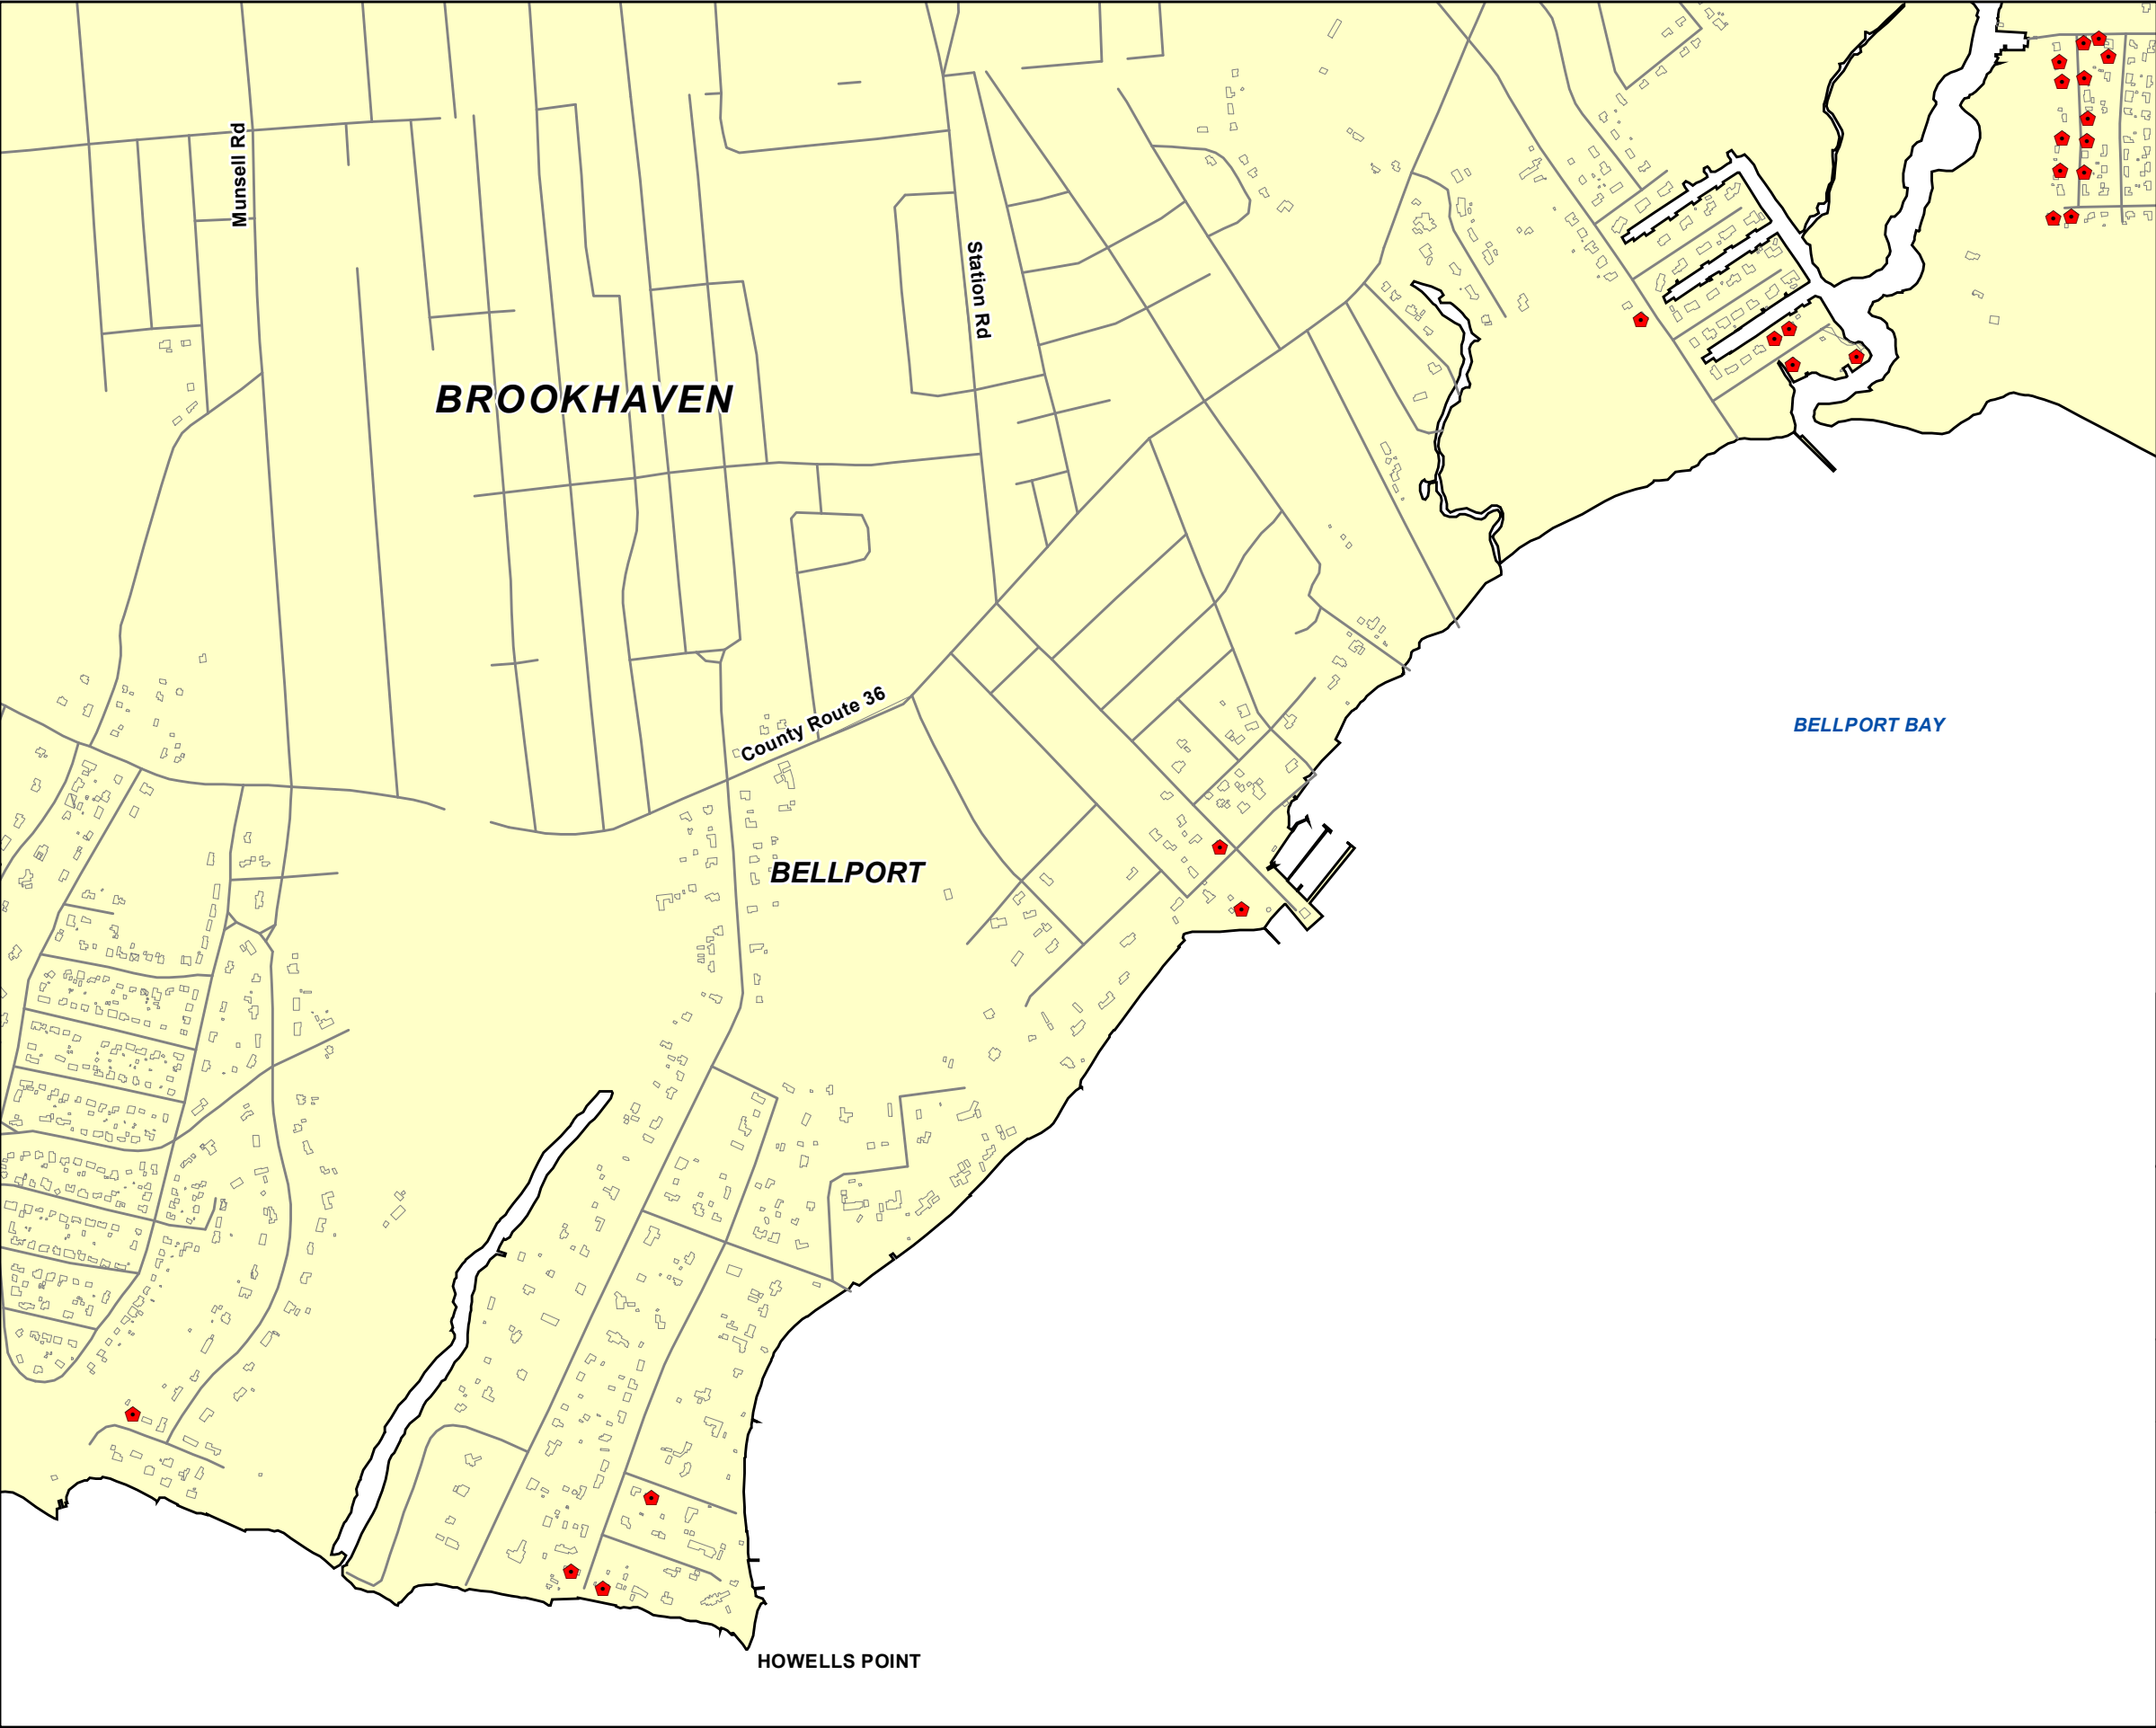 Munsell Rd
Station Rd
BROOKHAVEN
County Route 36
BELLPORT BAY
BELLPORT
HOWELLS POINT